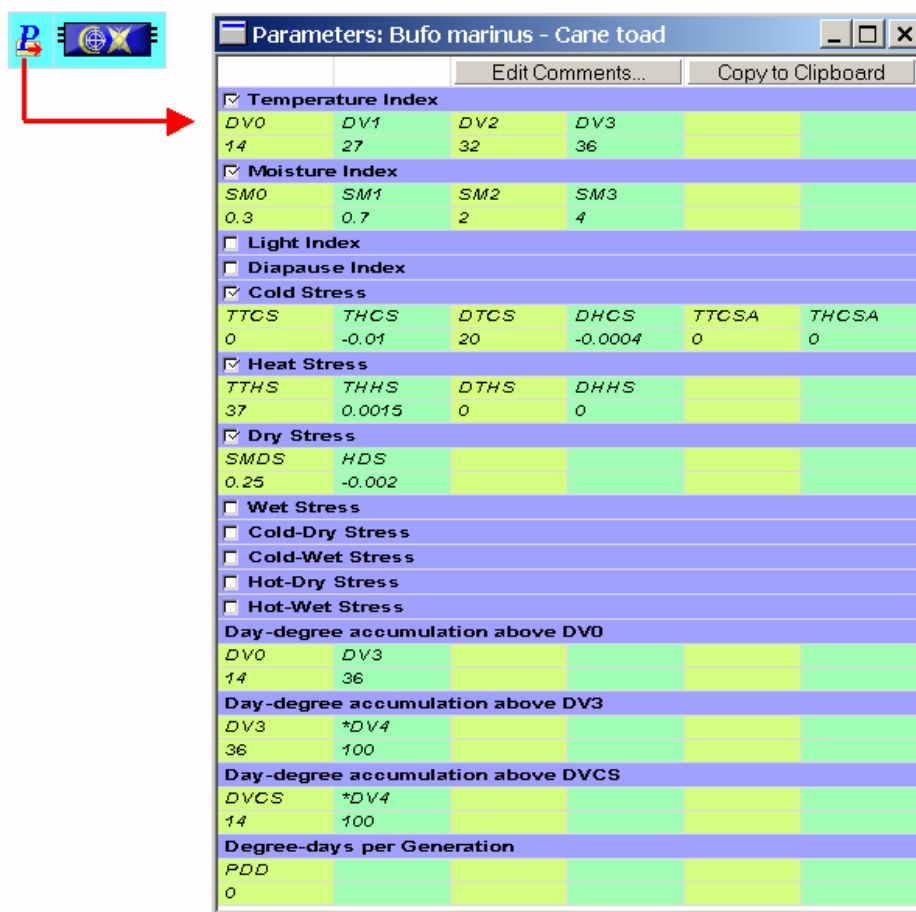 P CX
Parameters: Bufo marinus - Cane toad
Edit Comments... Copy to Clipboard
Temperature Index
DV0 DV1 DV2 DV3
14 27 32 36
Moisture Index
SM0 SM1 SM2 SM3
0.3 0.7 2 4
Light Index
Diapause Index
Cold Stress
TTCS THCS DTCS DHCS TTCSA THCSA
0 -0.01 20 -0.0004 0 0
Heat Stress
TTHS THHS DTHS DHHS
37 0.0015 0 0
Dry Stress
SMDS HDS
0.25 -0.002
Wet Stress
Cold-Dry Stress
Cold-Wet Stress
Hot-Dry Stress
Hot-Wet Stress
Day-degree accumulation above DV0
DV0 DV3
14 36
Day-degree accumulation above DV3
DV3 *DV4
36 100
Day-degree accumulation above DVCS
DVCS *DV4
14 100
Degree-days per Generation
PDD
0